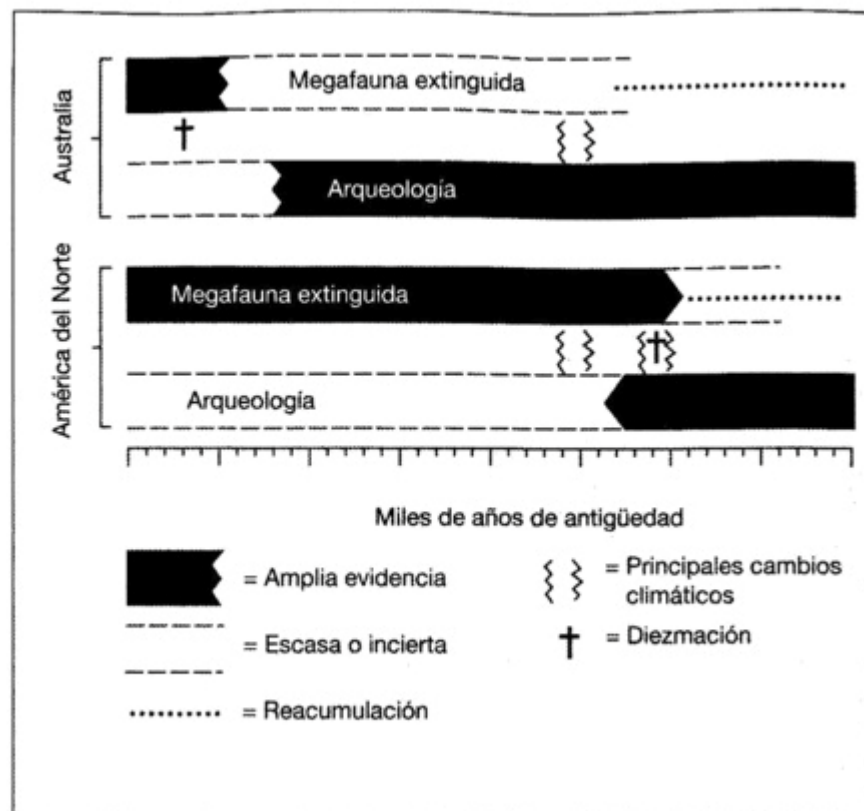 Australia
Megafauna extinguida
Arqueología
América del Norte
Megafauna extinguida
Arqueología
Miles de años de antigüedad
= Amplia evidencia
= Escasa o incierta
= Reacumulación
= Principales cambios
climáticos
= Diezmación